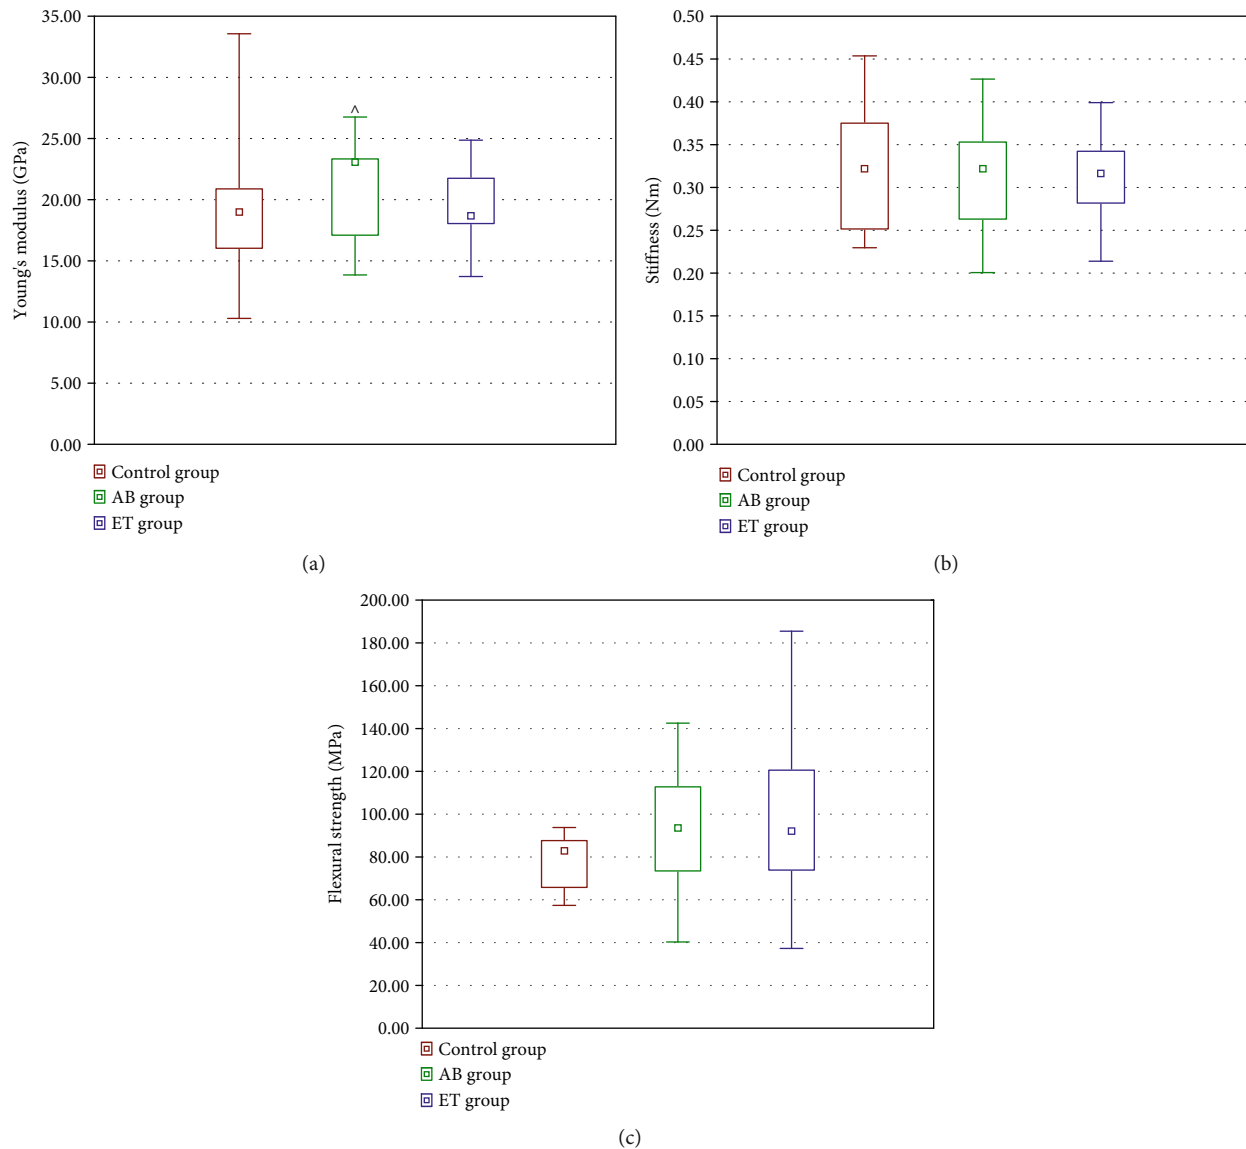 35.00
30.00
25.00
20.00
15.00
10.00
5.00
0.00
Young's modulus (GPa)
^
Control group
AB group
ET group
(a)
0.50
0.45
0.40
0.35
0.30
0.25
0.20
0.15
0.10
0.05
0.00
Stiffness (Nm)
Control group
AB group
ET group
(b)
200.00
180.00
160.00
140.00
120.00
100.00
80.00
60.00
40.00
20.00
0.00
Flexural strength (MPa)
Control group
AB group
ET group
(c)